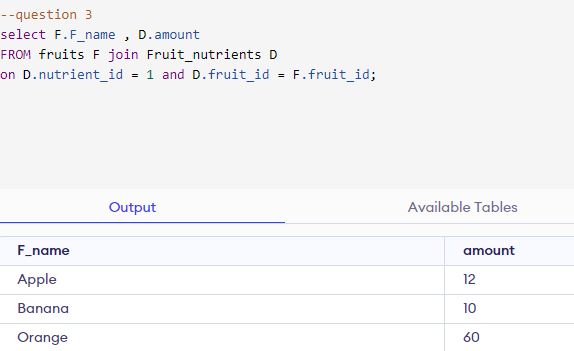 --question 3
select F.F_name , D.amount
FROM fruits F join Fruit_nutrients D
on D.nutrient_id = 1 and D.fruit_id = F.fruit_id;
Output Available Tables
F_name amount
Apple 12
Banana 10
Orange 60